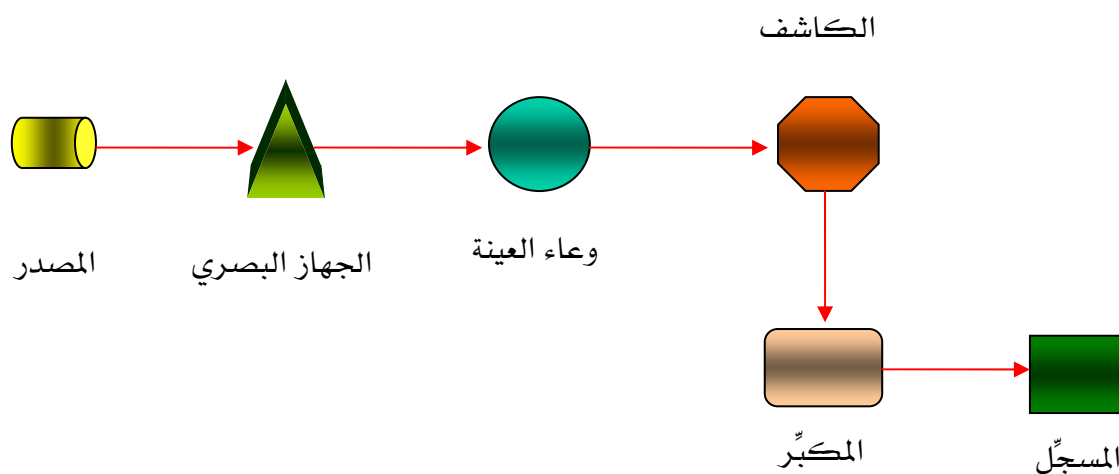 الكاشف
وعاء العينة
الجهاز البصري
المصدر
المكبِّر
المسجِّل